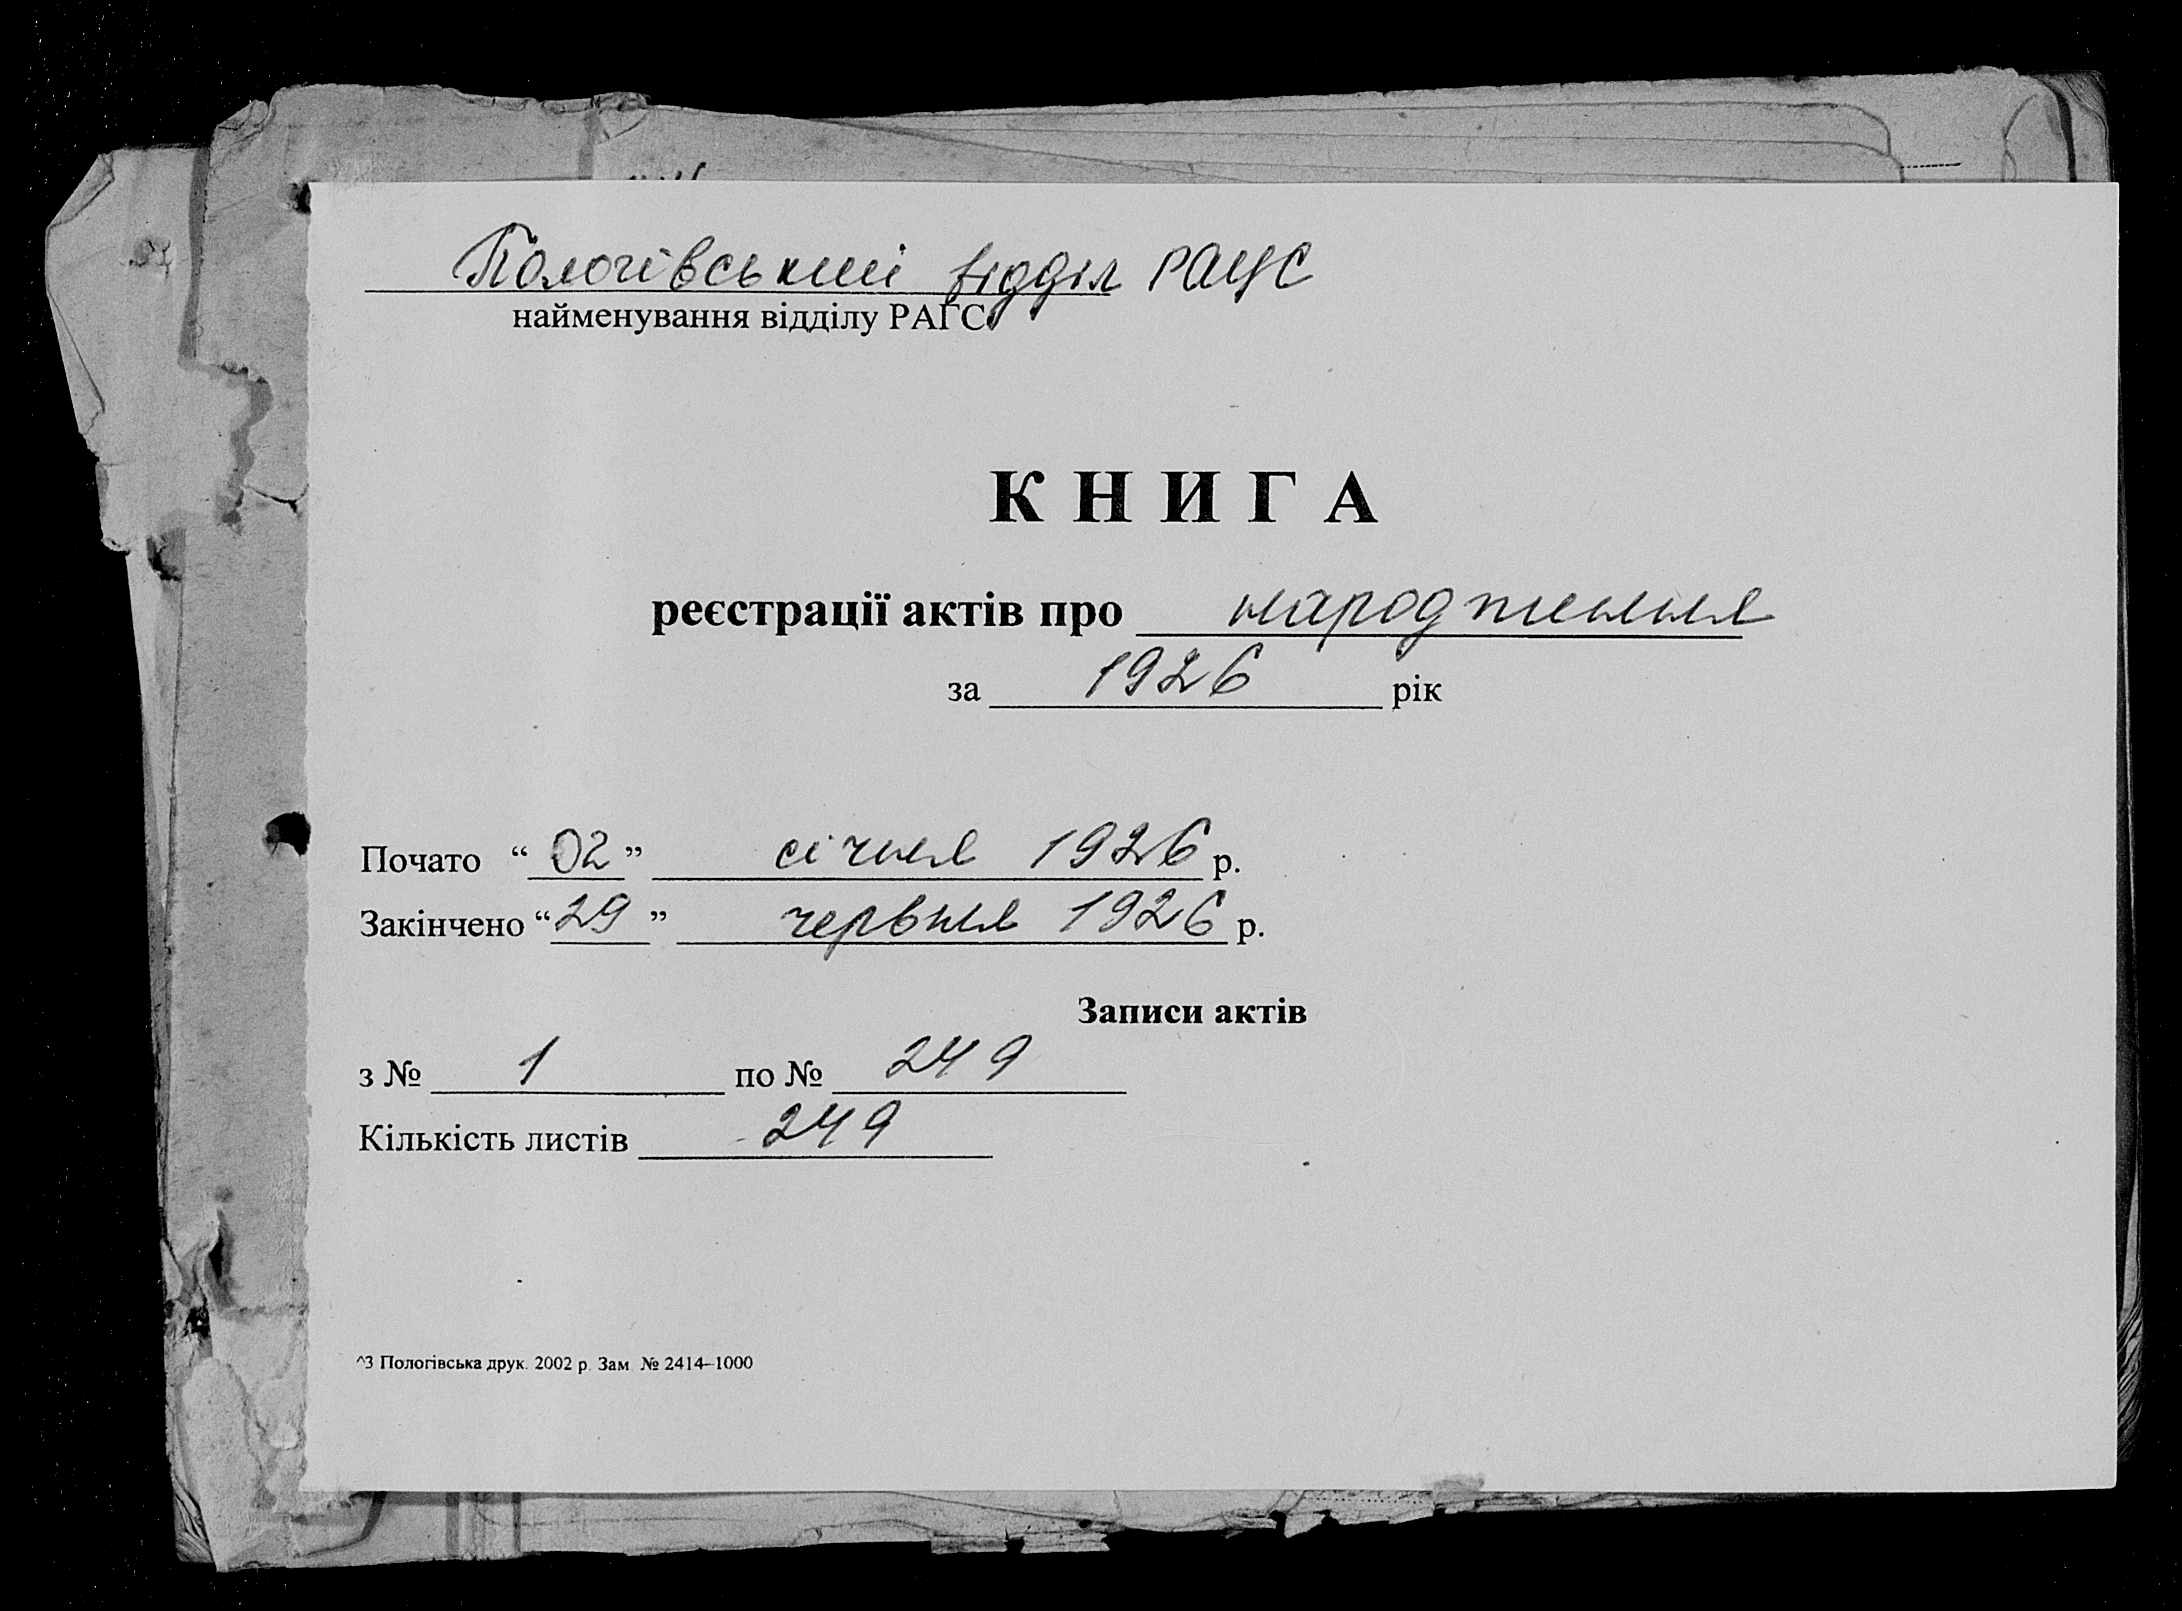 Пологівський відділ РАЦС
найменування відділу РАГС
КНИГА
реєстрації актів про народження
за 1926 рік
Почато “02” січня 1926 р.
Закінчено “29” червня 1926 р.
Записи актів
з № 1 по № 249
Кількість листів 249
^З Пологівська друк. 2002 р. Зам № 2414–1000